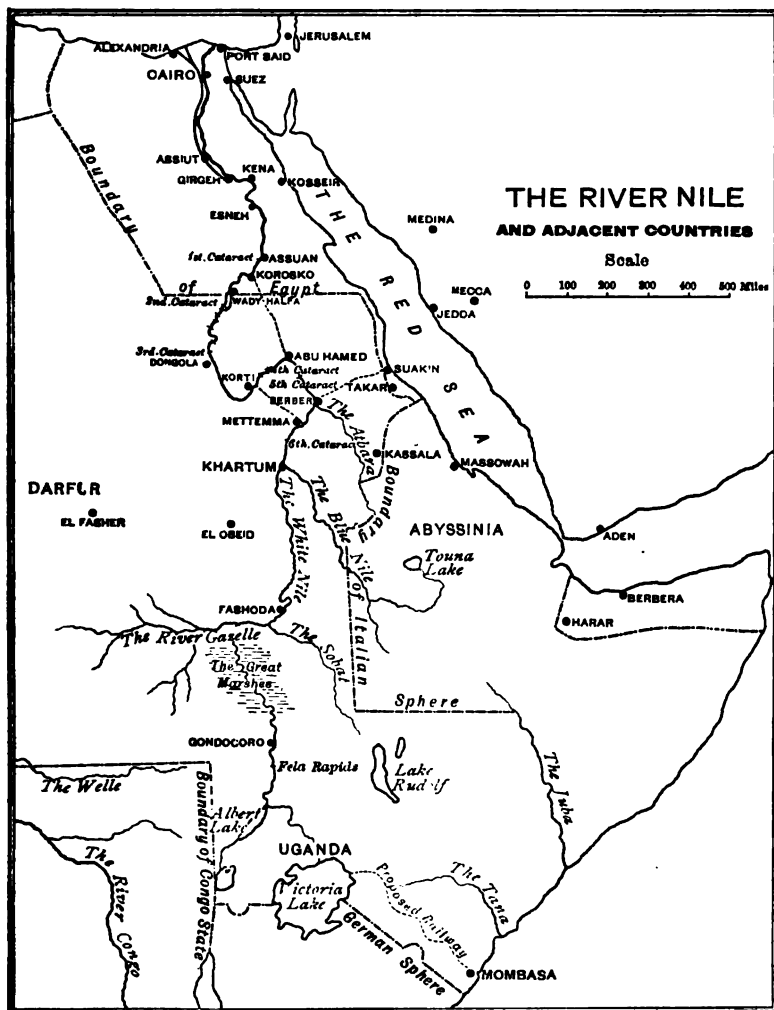 JERUSALEM
ALEXANDRIA
PORT SAID
CAIRO
SUEZ
ASSIUT
KENA
GIRGEH
KOSSEIR
ESNEH
THE RIVER NILE
AND ADJACENT COUNTRIES
Scale
0 100 200 300 400 500 Miles
MEDINA
MECCA
JEDDA
THE RED SEA
Boundary of Egypt
1st. Cataract
ASSUAN
KOROSKO
2nd. Cataract
WADY-HALFA
3rd. Cataract
DONGOLA
ABU HAMED
4th Cataract
KORTI
5th Cataract
BERBER
SUAK'N
TAKAR
METTEMMA
The Atbara
6th. Cataract
KASSALA
MASSOWAH
KHARTUM
DARFUR
EL FASHER
EL OBEID
The White Nile
The Blue Nile
Boundary of Italian Sphere
ABYSSINIA
Touna
Lake
ADEN
BERBERA
HARAR
FASHODA
The River Gazelle
The Sobat
The Great
Marshes
GONDOCORO
Fela Rapids
Lake
Rudolf
The Juba
The Welle
Boundary of Congo State
Albert
Lake
UGANDA
Victoria
Lake
The River Congo
Proposed Railway
The Tana
German Sphere
MOMBASA